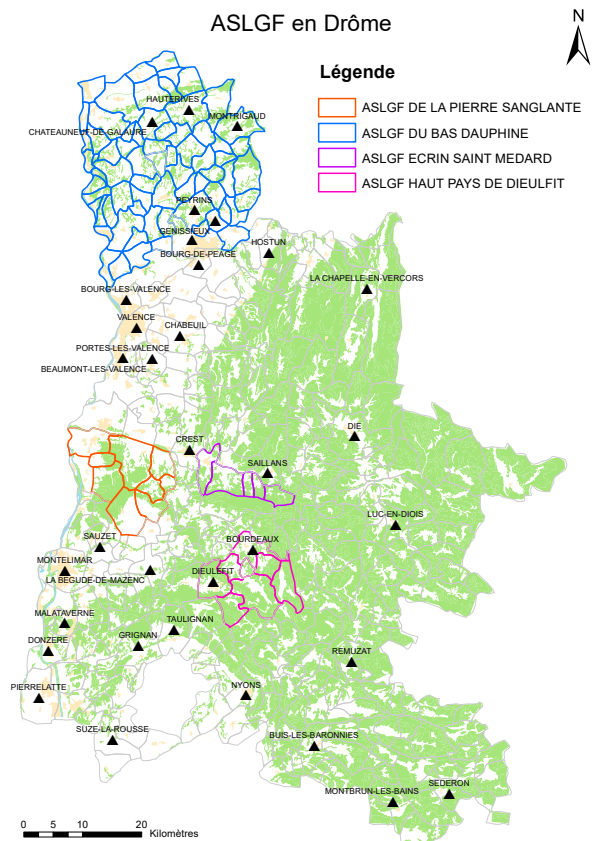 ASLGF en Drôme
N
Légende
ASLGF DE LA PIERRE SANGLANTE
ASLGF DU BAS DAUPHINE
ASLGF ECRIN SAINT MEDARD
ASLGF HAUT PAYS DE DIEULFIT
HAUTERIVES
MONTRIGAUD
CHATEAUNEUF-DE-GALAURE
PEYRINS
GENISSIEUX
HOSTUN
BOURG-DE-PEAGE
LA CHAPELLE-EN-VERCORS
BOURG-LES-VALENCE
VALENCE
CHABEUIL
PORTES-LES-VALENCE
BEAUMONT-LES-VALENCE
DIE
CREST
SAILLANS
LUC-EN-DIOIS
SAUZET
BOURDEAUX
MONTELIMAR
DIEULEFIT
LA BEGUDE-DE-MAZENC
MALATAVERNE
TAULIGNAN
GRIGNAN
DONZERE
REMUZAT
PIERRELATTE
NYONS
SUZE-LA-ROUSSE
BUIS-LES-BARONNIES
SEDERON
MONTBRUN-LES-BAINS
0 5 10 20
Kilomètres